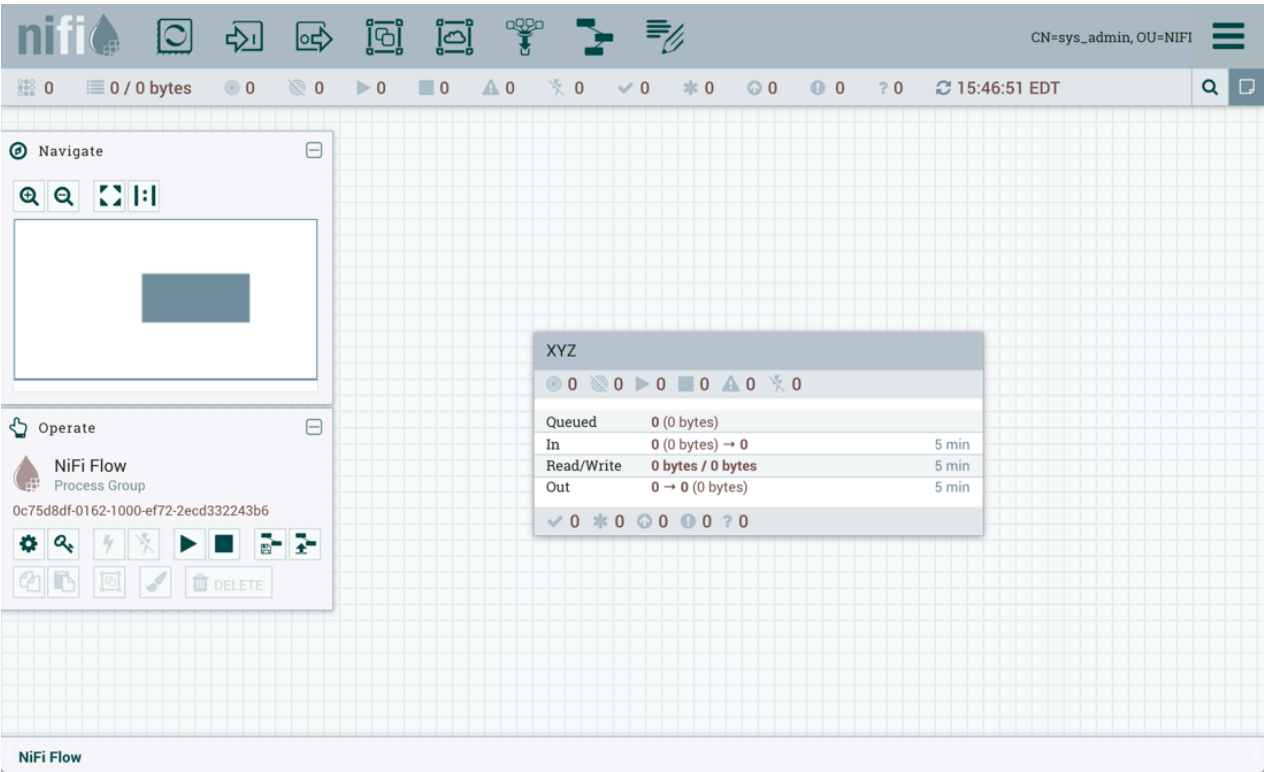 nifi
CN=sys_admin, OU=NIFI
0 0 / 0 bytes 0 0 0 0 0 0 0 0 0 0 ? 0 15:46:51 EDT
Navigate
Operate
NiFi Flow
Process Group
0c75d8df-0162-1000-ef72-2ecd332243b6
DELETE
XYZ
0 0 0 0 0 0
Queued 0 (0 bytes)
In 0 (0 bytes) → 0 5 min
Read/Write 0 bytes / 0 bytes 5 min
Out 0 → 0 (0 bytes) 5 min
0 0 0 0 ? 0
NiFi Flow